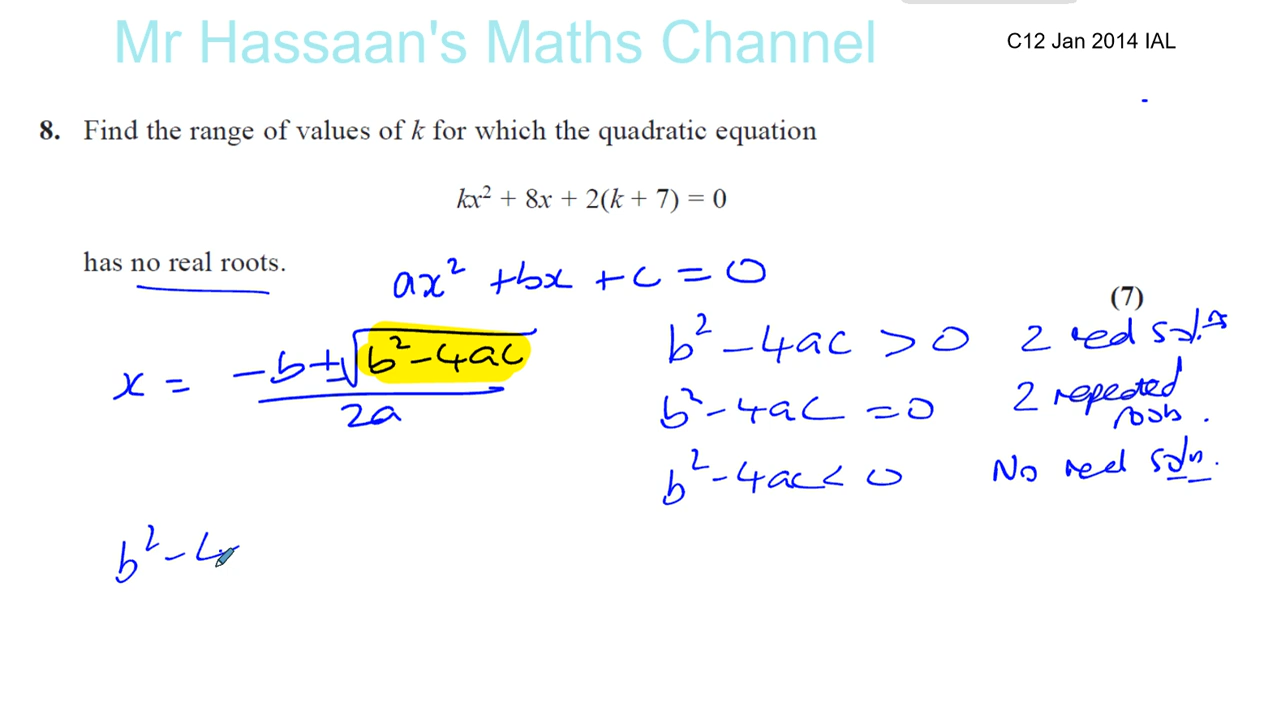 Mr Hassaan's Maths Channel
C12 Jan 2014 IAL
8. Find the range of values of k for which the quadratic equation
kx² + 8x + 2(k + 7) = 0
has no real roots.
ax² + bx + c = 0
(7)
x = -b ± √b² - 4ac / 2a
b² - 4ac > 0 2 real solns
b² - 4ac = 0 2 repeated roots.
b² - 4ac < 0 No real soln.
b² - 4